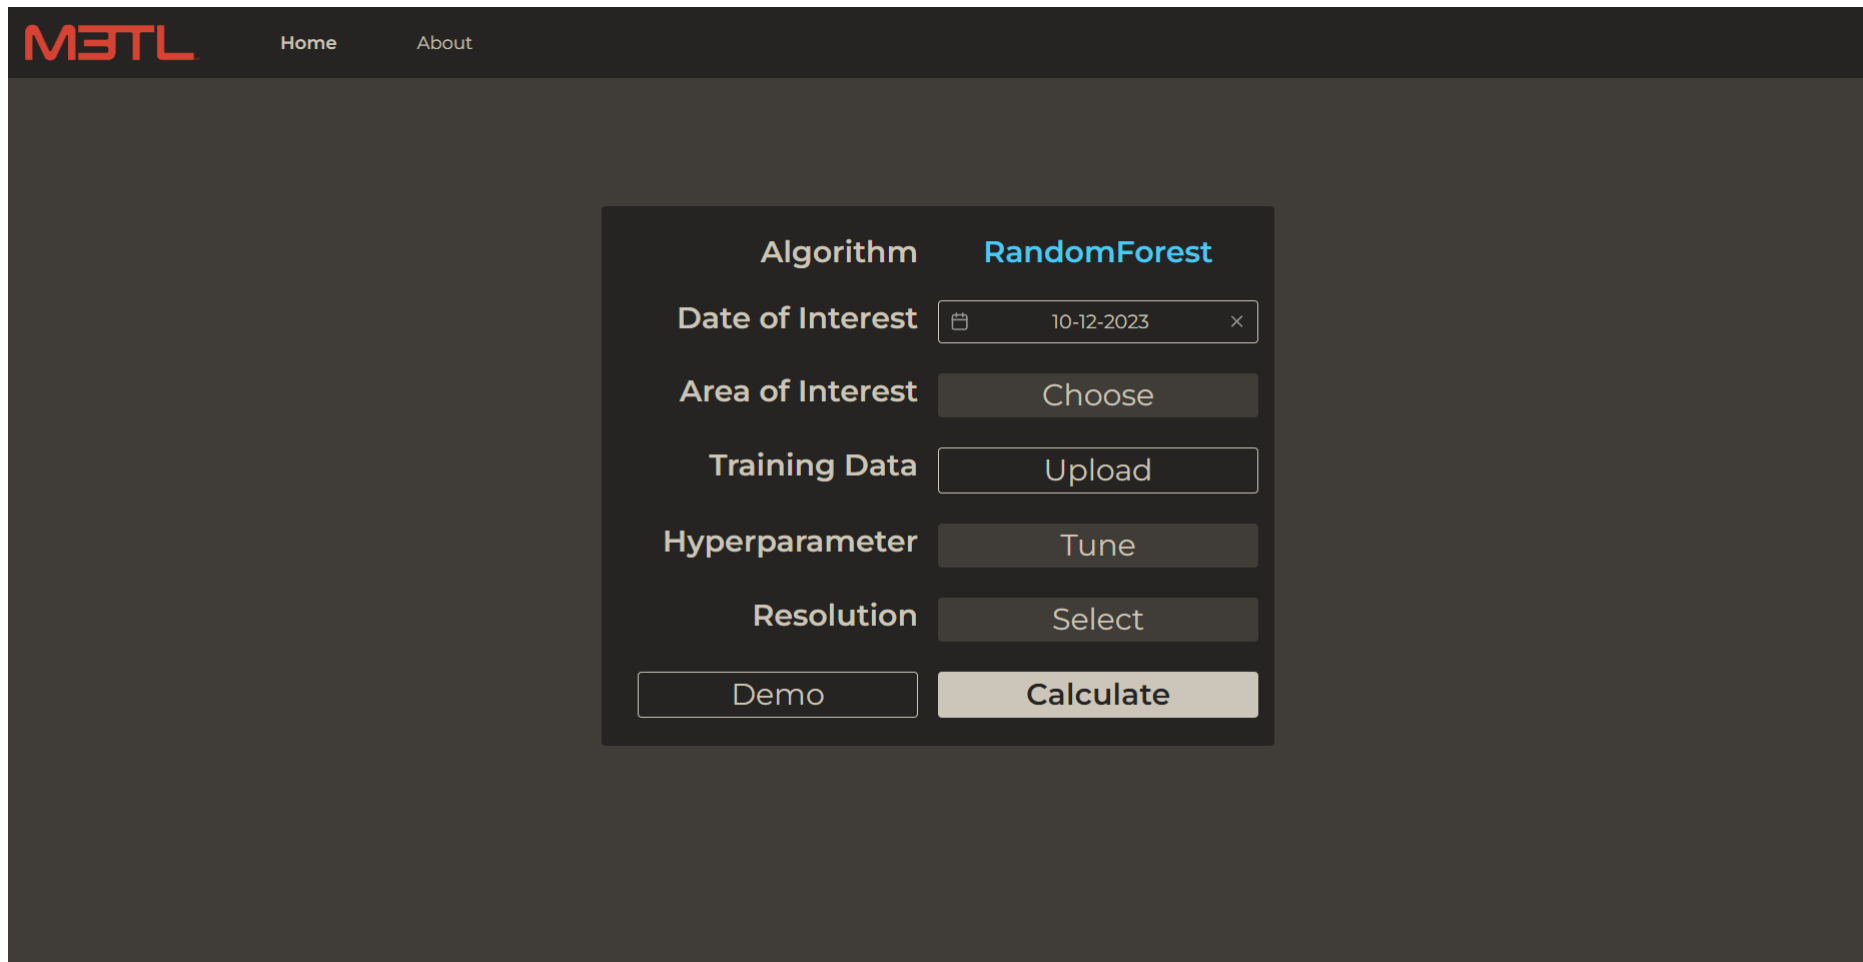 M3TL Home About
Algorithm RandomForest
Date of Interest 10-12-2023
Area of Interest Choose
Training Data Upload
Hyperparameter Tune
Resolution Select
Demo Calculate